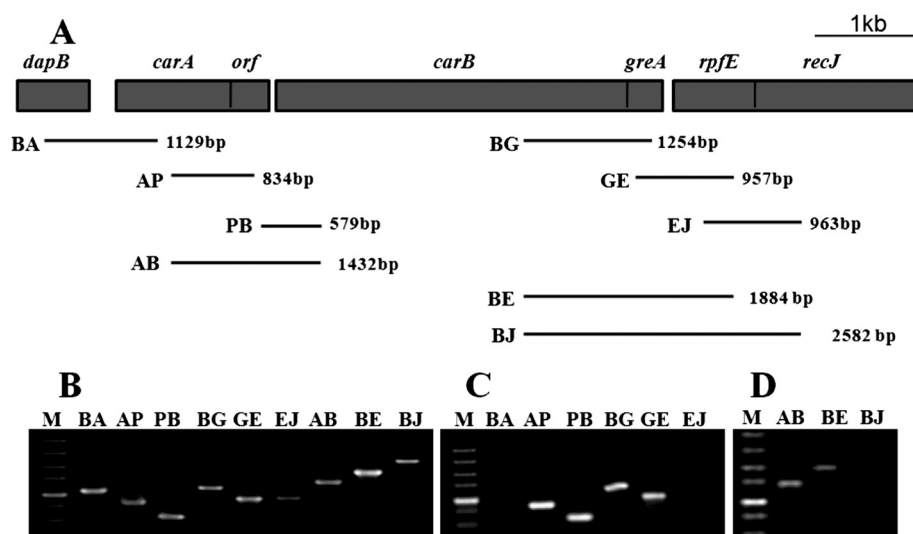 A
1kb
dapB carA orf carB greA rpfE recJ
BA 1129bp BG 1254bp
AP 834bp GE 957bp
PB 579bp EJ 963bp
AB 1432bp
BE 1884 bp
BJ 2582 bp
B C D
M BA AP PB BG GE EJ AB BE BJ
M BA AP PB BG GE EJ
M AB BE BJ